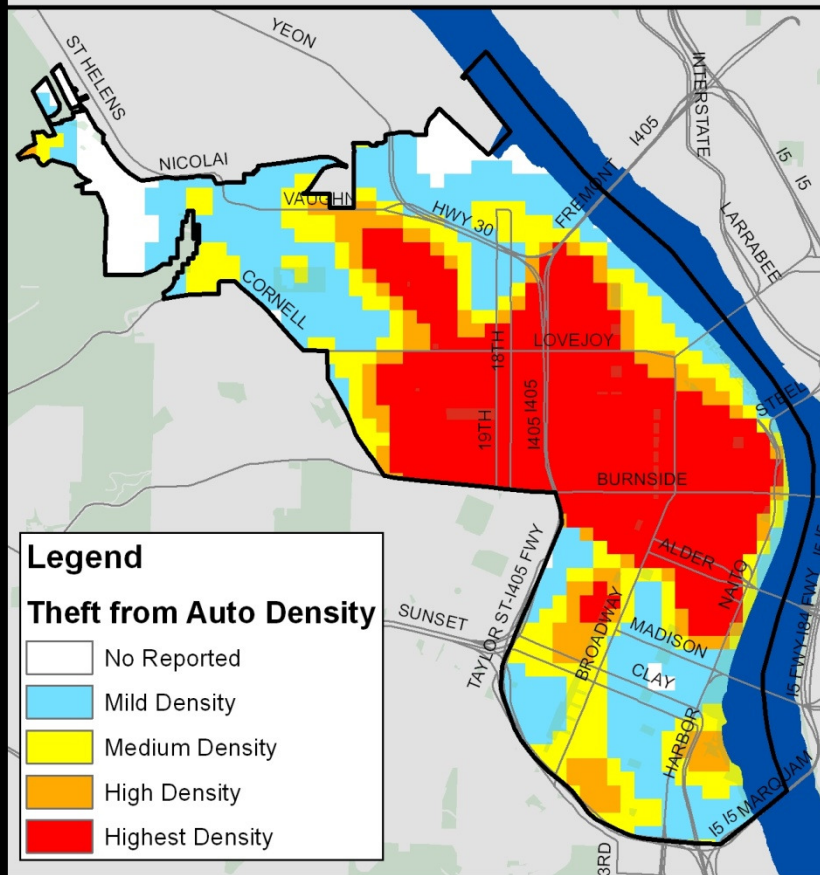 YEON
ST HELENS
INTERSTATE
I405
I5
I5
NICOLAI
VAUGHN
HWY 30
FREMONT
LARRABEE
CORNELL
LOVEJOY
18TH
19TH
I405 I405
STEEL
BURNSIDE
ALDER
NAITO
TAYLOR ST-I405 FWY
SUNSET
BROADWAY
MADISON
CLAY
HARBOR
I5 FWY-I84 FWY
I5 I5 MARQUAM
3RD
Legend
Theft from Auto Density
No Reported
Mild Density
Medium Density
High Density
Highest Density